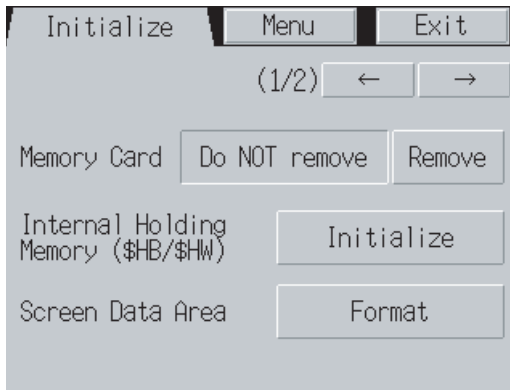 Initialize Menu Exit
(1/2) ← →
Memory Card Do NOT remove Remove
Internal Holding
Memory ($HB/$HW) Initialize
Screen Data Area Format